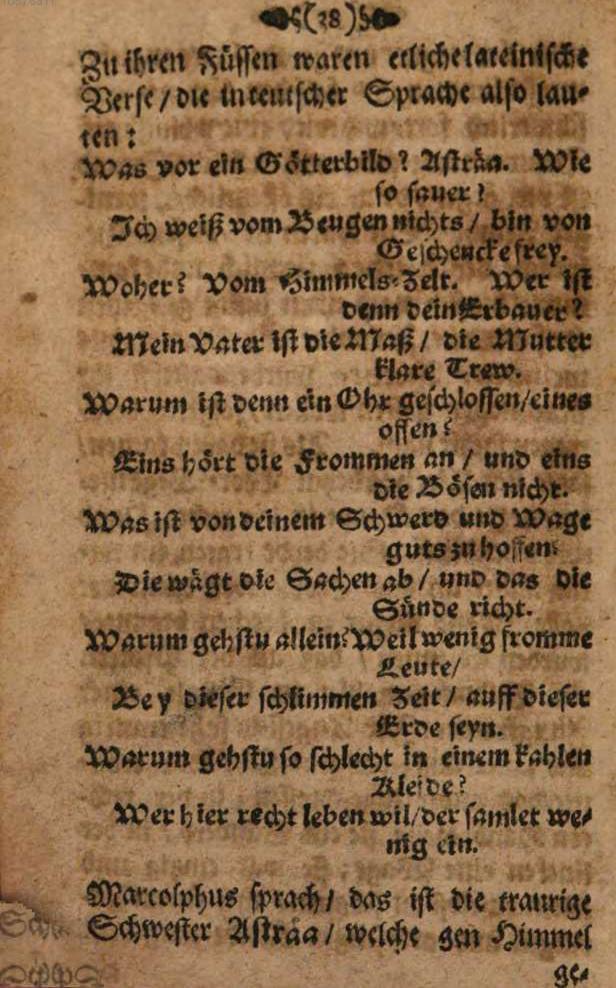 (38)
Zu ihren Füssen waren etliche lateinische
Verse / die in teutscher Sprache also lau-
ten:
Was vor ein Götterbild? Asträa. Wie
so sauer?
Ich weiß vom Beugen nichts / bin von
Geschencke frey.
Woher? Vom Himmels-Zelt. Wer ist
denn dein Erbauer?
Mein Vater ist die Maß / die Mutter
klare Trew.
Warum ist denn ein Ohr geschlossen/eines
offen?
Eins hört die Frommen an / und eins
die Bösen nicht.
Was ist von deinem Schwerd und Wage
guts zu hoffen?
Die wägt die Sachen ab / und das die
Sünde richt.
Warum gehstu allein? Weil wenig fromme
Leute/
Bey dieser schlimmen Zeit / auff dieser
Erde seyn.
Warum gehstu so schlecht in einem kahlen
Kleide?
Wer hier recht leben wil/der samlet we-
nig ein.
Marcolphus sprach / das ist die traurige
Schwester Asträa / welche gen Himmel
ge-